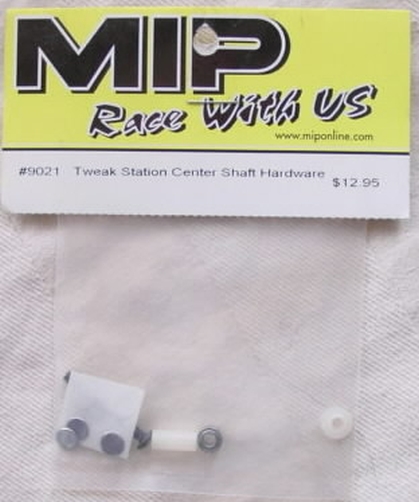 MIP
Race With US
www.miponline.com
#9021 Tweak Station Center Shaft Hardware
$12.95